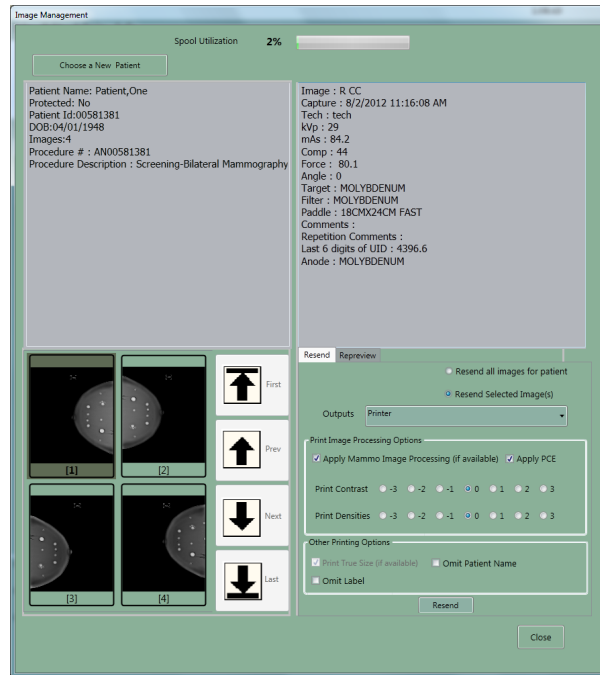 Image Management
Spool Utilization 2%
Choose a New Patient
Patient Name: Patient,One
Protected: No
Patient Id:00581381
DOB:04/01/1948
Images:4
Procedure # : AN00581381
Procedure Description : Screening-Bilateral Mammography
Image : R CC
Capture : 8/2/2012 11:16:08 AM
Tech : tech
kVp : 29
mAs : 84.2
Comp : 44
Force : 80.1
Angle : 0
Target : MOLYBDENUM
Filter : MOLYBDENUM
Paddle : 18CMX24CM FAST
Comments :
Repetition Comments :
Last 6 digits of UID : 4396.6
Anode : MOLYBDENUM
[1]
[2]
[3]
[4]
First
Prev
Next
Last
Resend Repreview
Resend all images for patient
Resend Selected Image(s)
Outputs Printer
Print Image Processing Options
Apply Mammo Image Processing (if available) Apply PCE
Print Contrast -3 -2 -1 0 1 2 3
Print Densities -3 -2 -1 0 1 2 3
Other Printing Options
Print True Size (if available) Omit Patient Name
Omit Label
Resend
Close